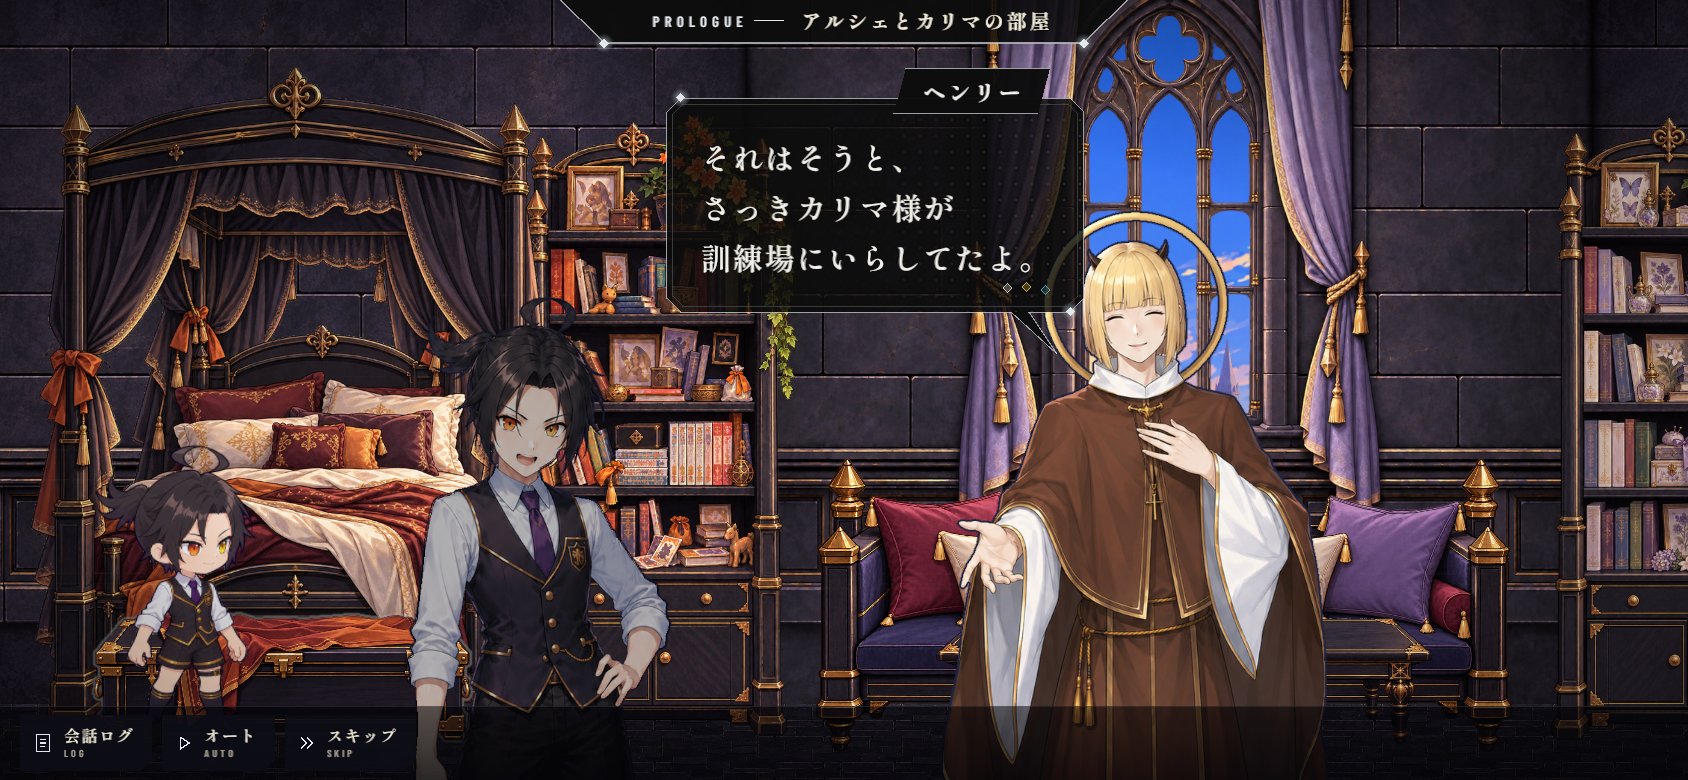 PROLOGUE — アルシェとカリマの部屋
ヘンリー
それはそうと、
さっきカリマ様が
訓練場にいらしてたよ。
会話ログ
LOG
オート
AUTO
スキップ
SKIP